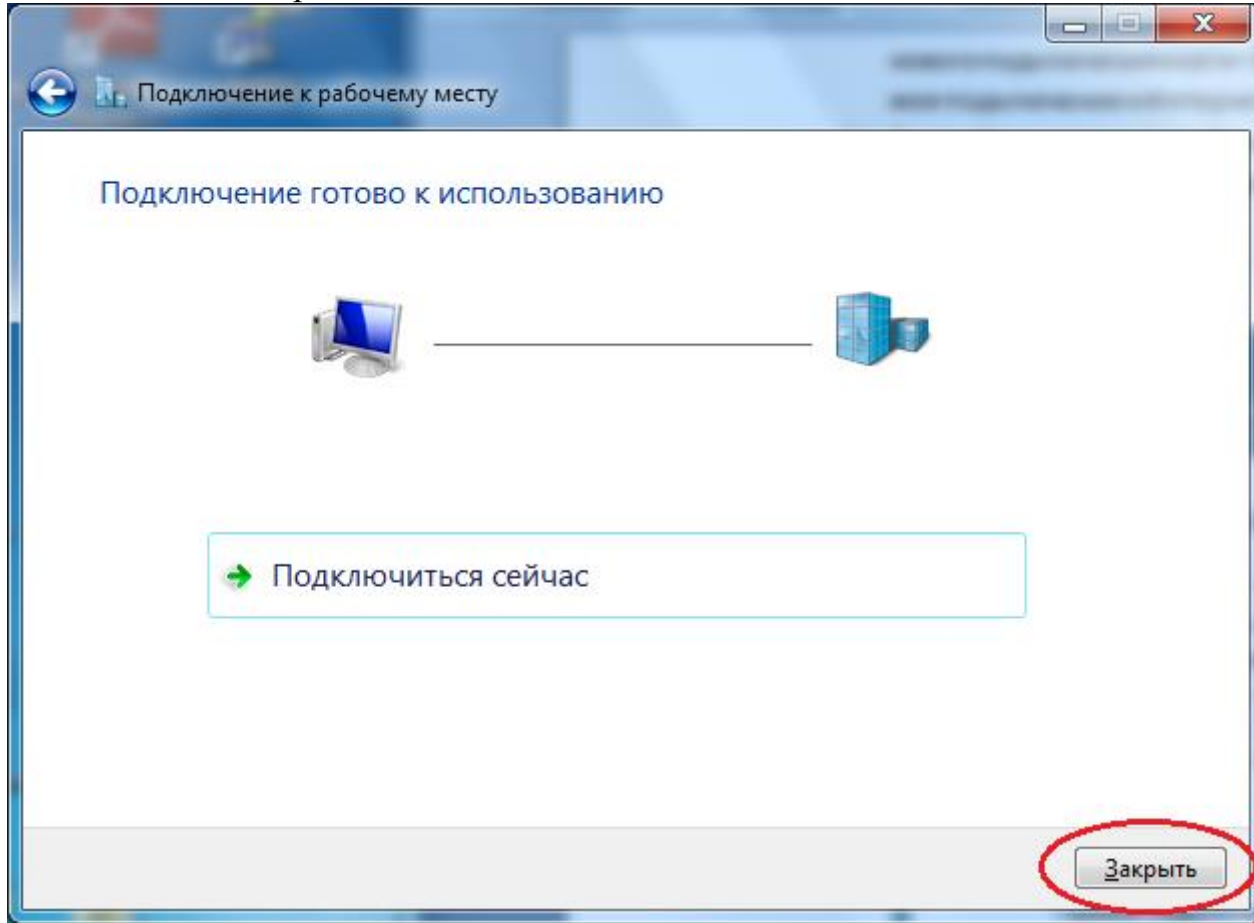 Подключение к рабочему месту
Подключение готово к использованию
Подключиться сейчас
Закрыть